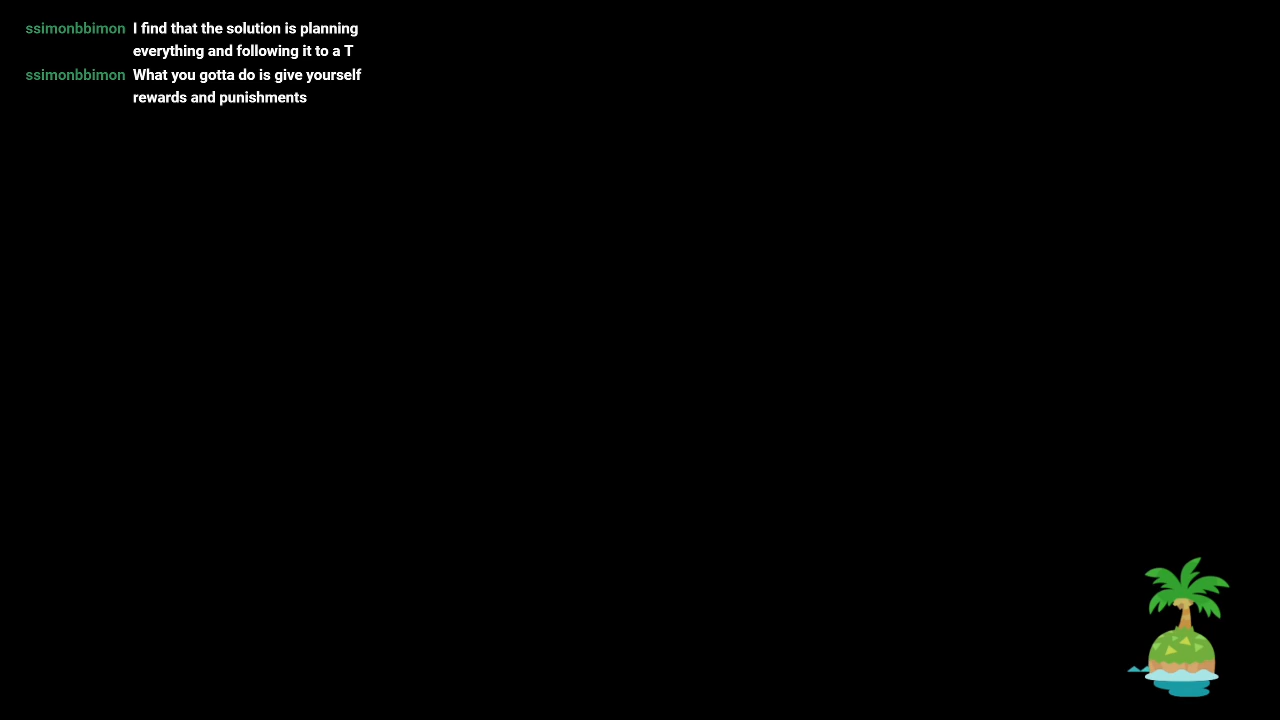 ssimonbbimon I find that the solution is planning
everything and following it to a T
ssimonbbimon What you gotta do is give yourself
rewards and punishments